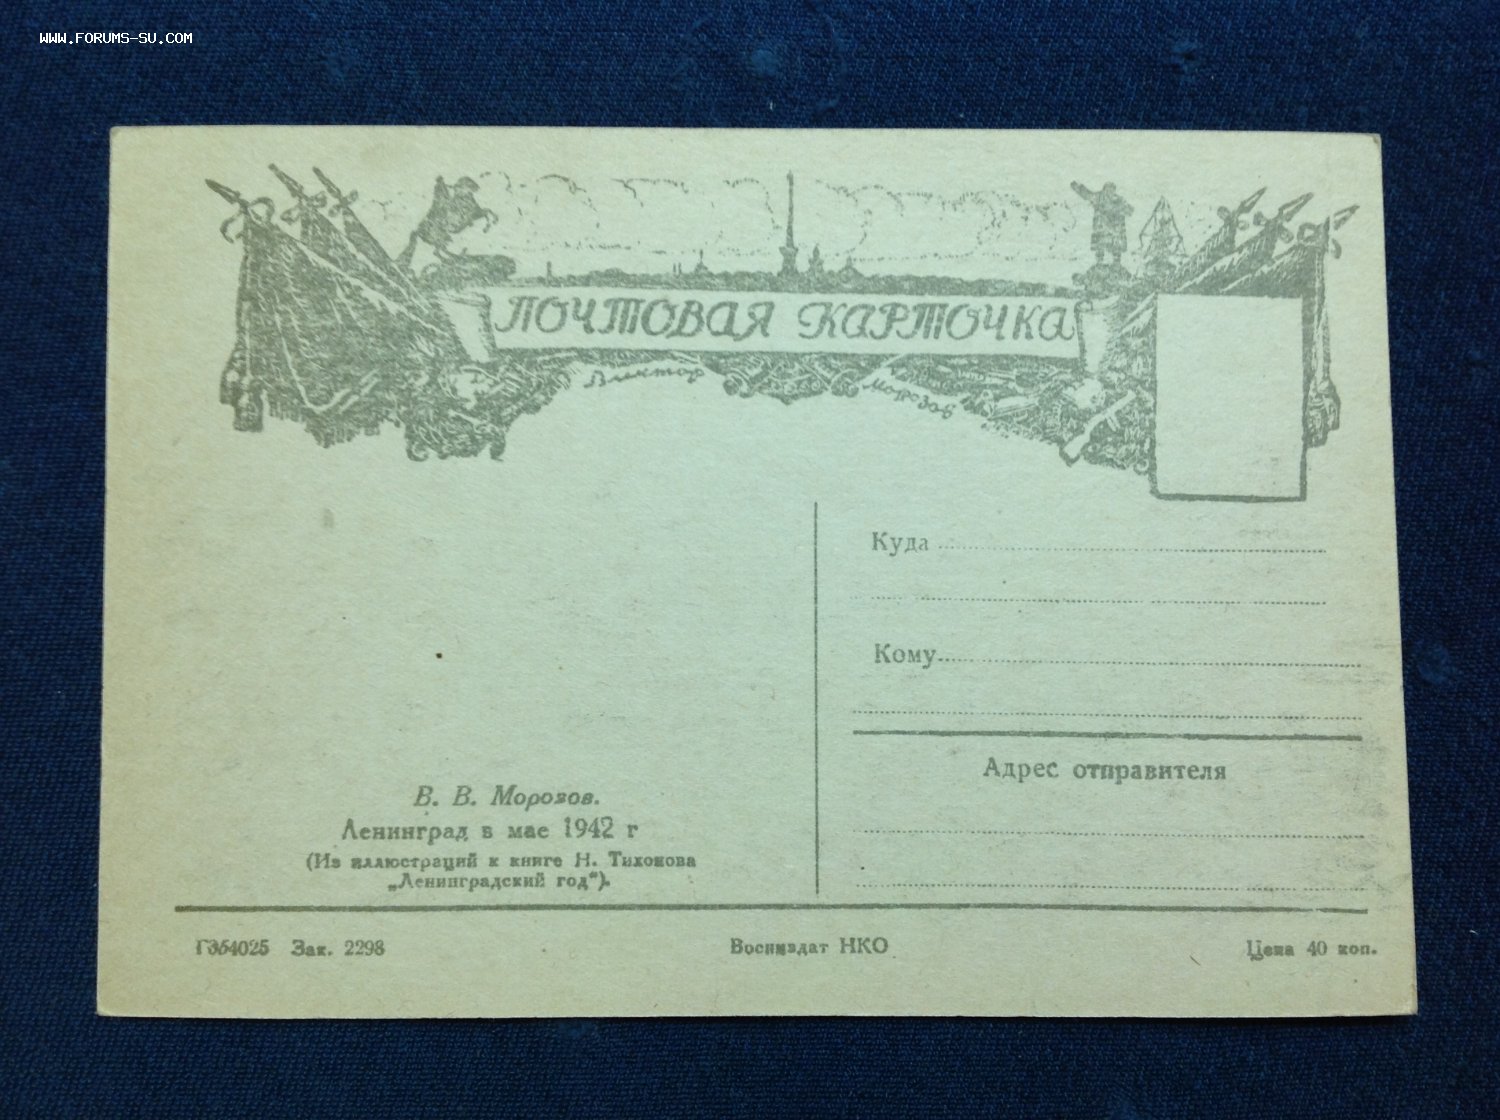 WWW.FORUMS-SU.COM
ПОЧТОВАЯ КАРТОЧКА
Виктор Морозов
Куда
Кому
Адрес отправителя
В. В. Морозов.
Ленинград в мае 1942 г
(Из иллюстраций к книге Н. Тихонова
„Ленинградский год“).
Зак. 2298
Воениздат НКО
Цена 40 коп.